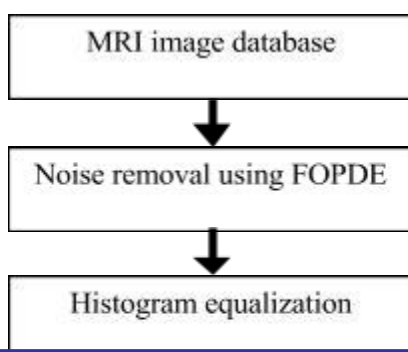 MRI image database
Noise removal using FOPDE
Histogram equalization